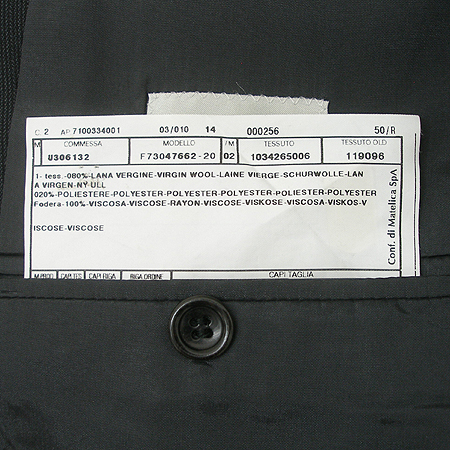 C 2 AP 7100334001 03/010 14 000256 50/R
M COMMESSA MODELLO /M TESSUTO TESSUTO OLD
U306132 F73047662-20 02 1034265006 119096
1- tess.-080%-LANA VERGINE-VIRGIN WOOL-LAINE VIERGE-SCHURWOLLE-LAN
A VIRGEN-NY ULL
020%-POLIESTERE-POLYESTER-POLYESTER-POLYESTER-POLIESTER-POLYESTER
Fodera-100%-VISCOSA-VISCOSE-RAYON-VISCOSE-VISKOSE-VISCOSA-VISKOS-V
ISCOSE-VISCOSE
Conf. di Matelica SpA
M.PROD CAP.TES CAPI RIGA RIGA ORDINE CAPI TAGLIA